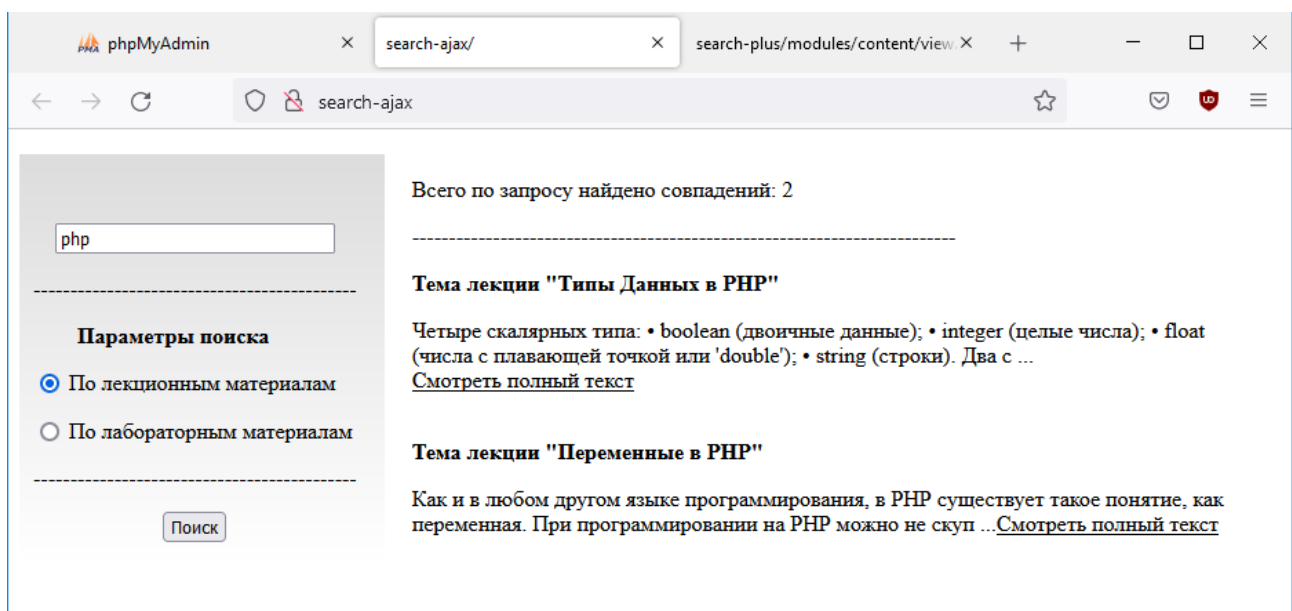 phpMyAdmin
search-ajax/
search-plus/modules/content/view.
search-ajax
php
--------------------------------------------
Параметры поиска
По лекционным материалам
По лабораторным материалам
--------------------------------------------
Поиск
Всего по запросу найдено совпадений: 2
--------------------------------------------------------------------------
Тема лекции "Типы Данных в PHP"
Четыре скалярных типа: • boolean (двоичные данные); • integer (целые числа); • float
(числа с плавающей точкой или 'double'); • string (строки). Два с ...
Смотреть полный текст
Тема лекции "Переменные в PHP"
Как и в любом другом языке программирования, в PHP существует такое понятие, как
переменная. При программировании на PHP можно не скуп ...Смотреть полный текст